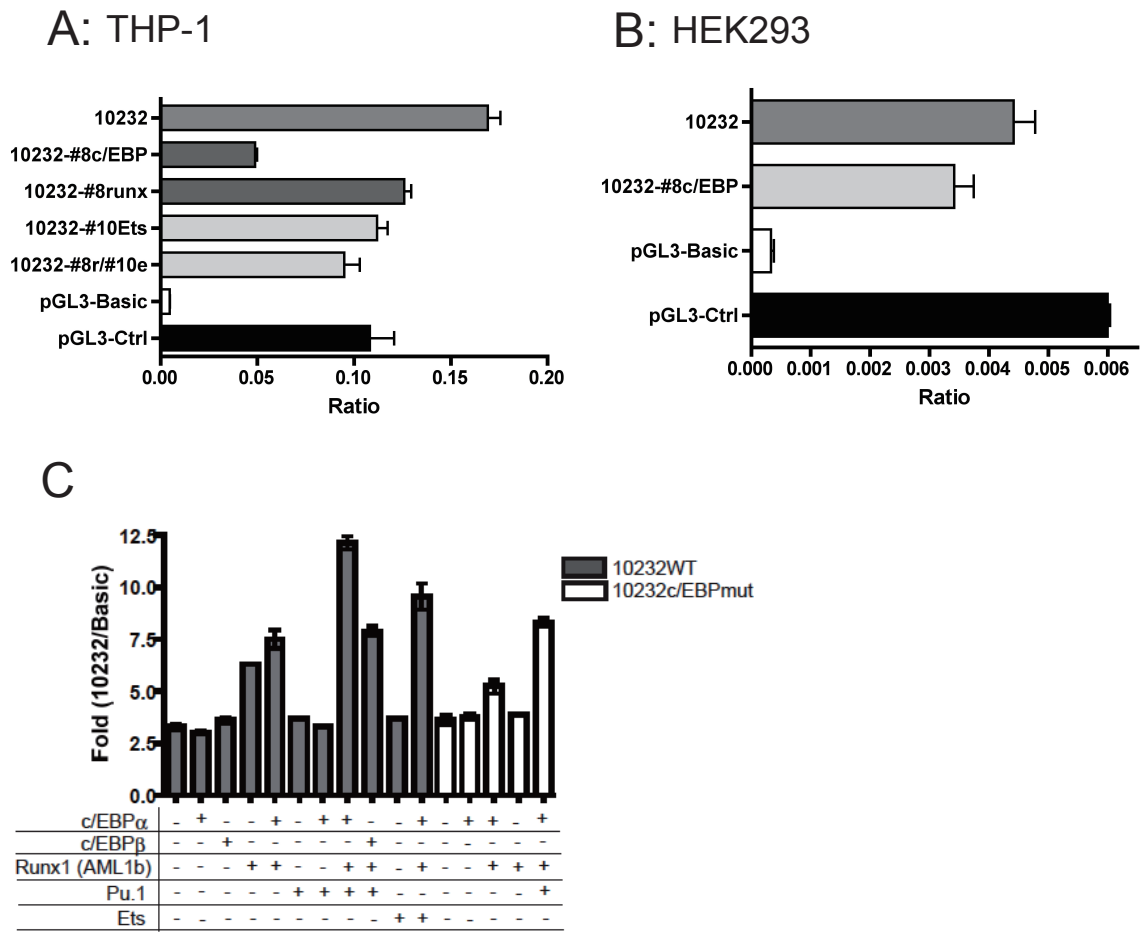 A: THP-1
10232
10232-#8c/EBP
10232-#8runx
10232-#10Ets
10232-#8r/#10e
pGL3-Basic
pGL3-Ctrl
0.00 0.05 0.10 0.15 0.20
Ratio
B: HEK293
10232
10232-#8c/EBP
pGL3-Basic
pGL3-Ctrl
0.000 0.001 0.002 0.003 0.004 0.005 0.006
Ratio
C
Fold (10232/Basic)
12.5
10.0
7.5
5.0
2.5
0.0
10232WT
10232c/EBPmut
c/EBPα - + - - + - + + - - + - + + - +
c/EBPβ - - + - - - - - + - - - - - - -
Runx1 (AML1b) - - - + + - - + + - + - - + + +
Pu.1 - - - - - + + + + - - - - - - +
Ets - - - - - - - - - + + - - - - -